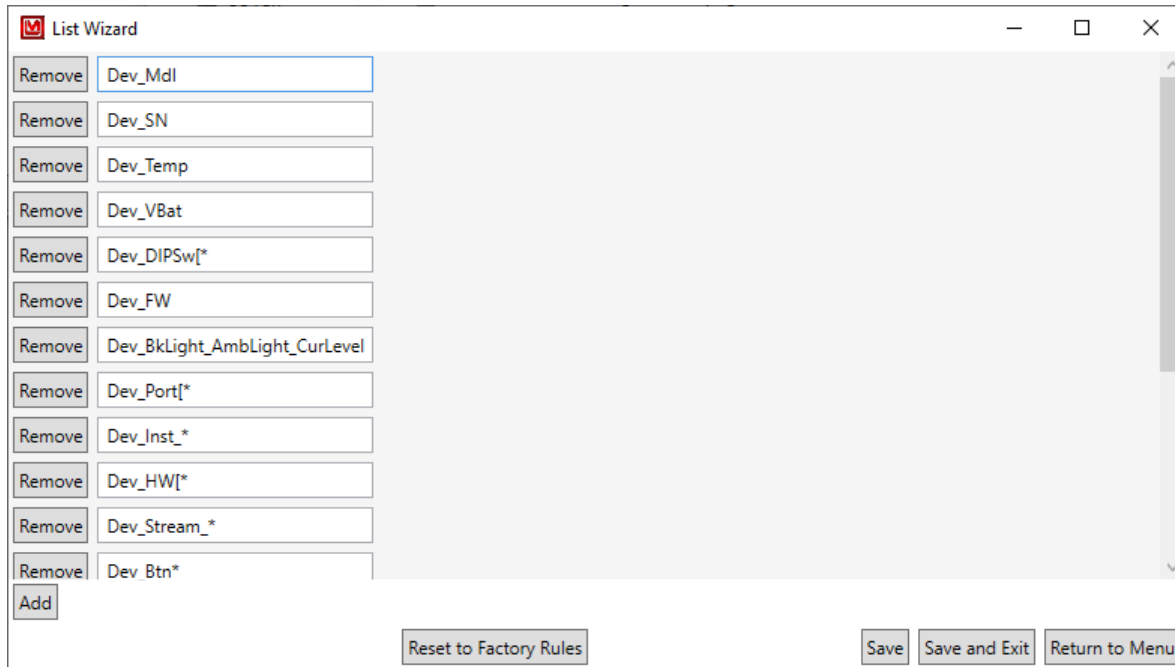 List Wizard
Remove Dev_Mdl
Remove Dev_SN
Remove Dev_Temp
Remove Dev_VBat
Remove Dev_DIPSw[*
Remove Dev_FW
Remove Dev_BkLight_AmbLight_CurLevel
Remove Dev_Port[*
Remove Dev_Inst_*
Remove Dev_HW[*
Remove Dev_Stream_*
Remove Dev_Btn*
Add
Reset to Factory Rules Save Save and Exit Return to Menu